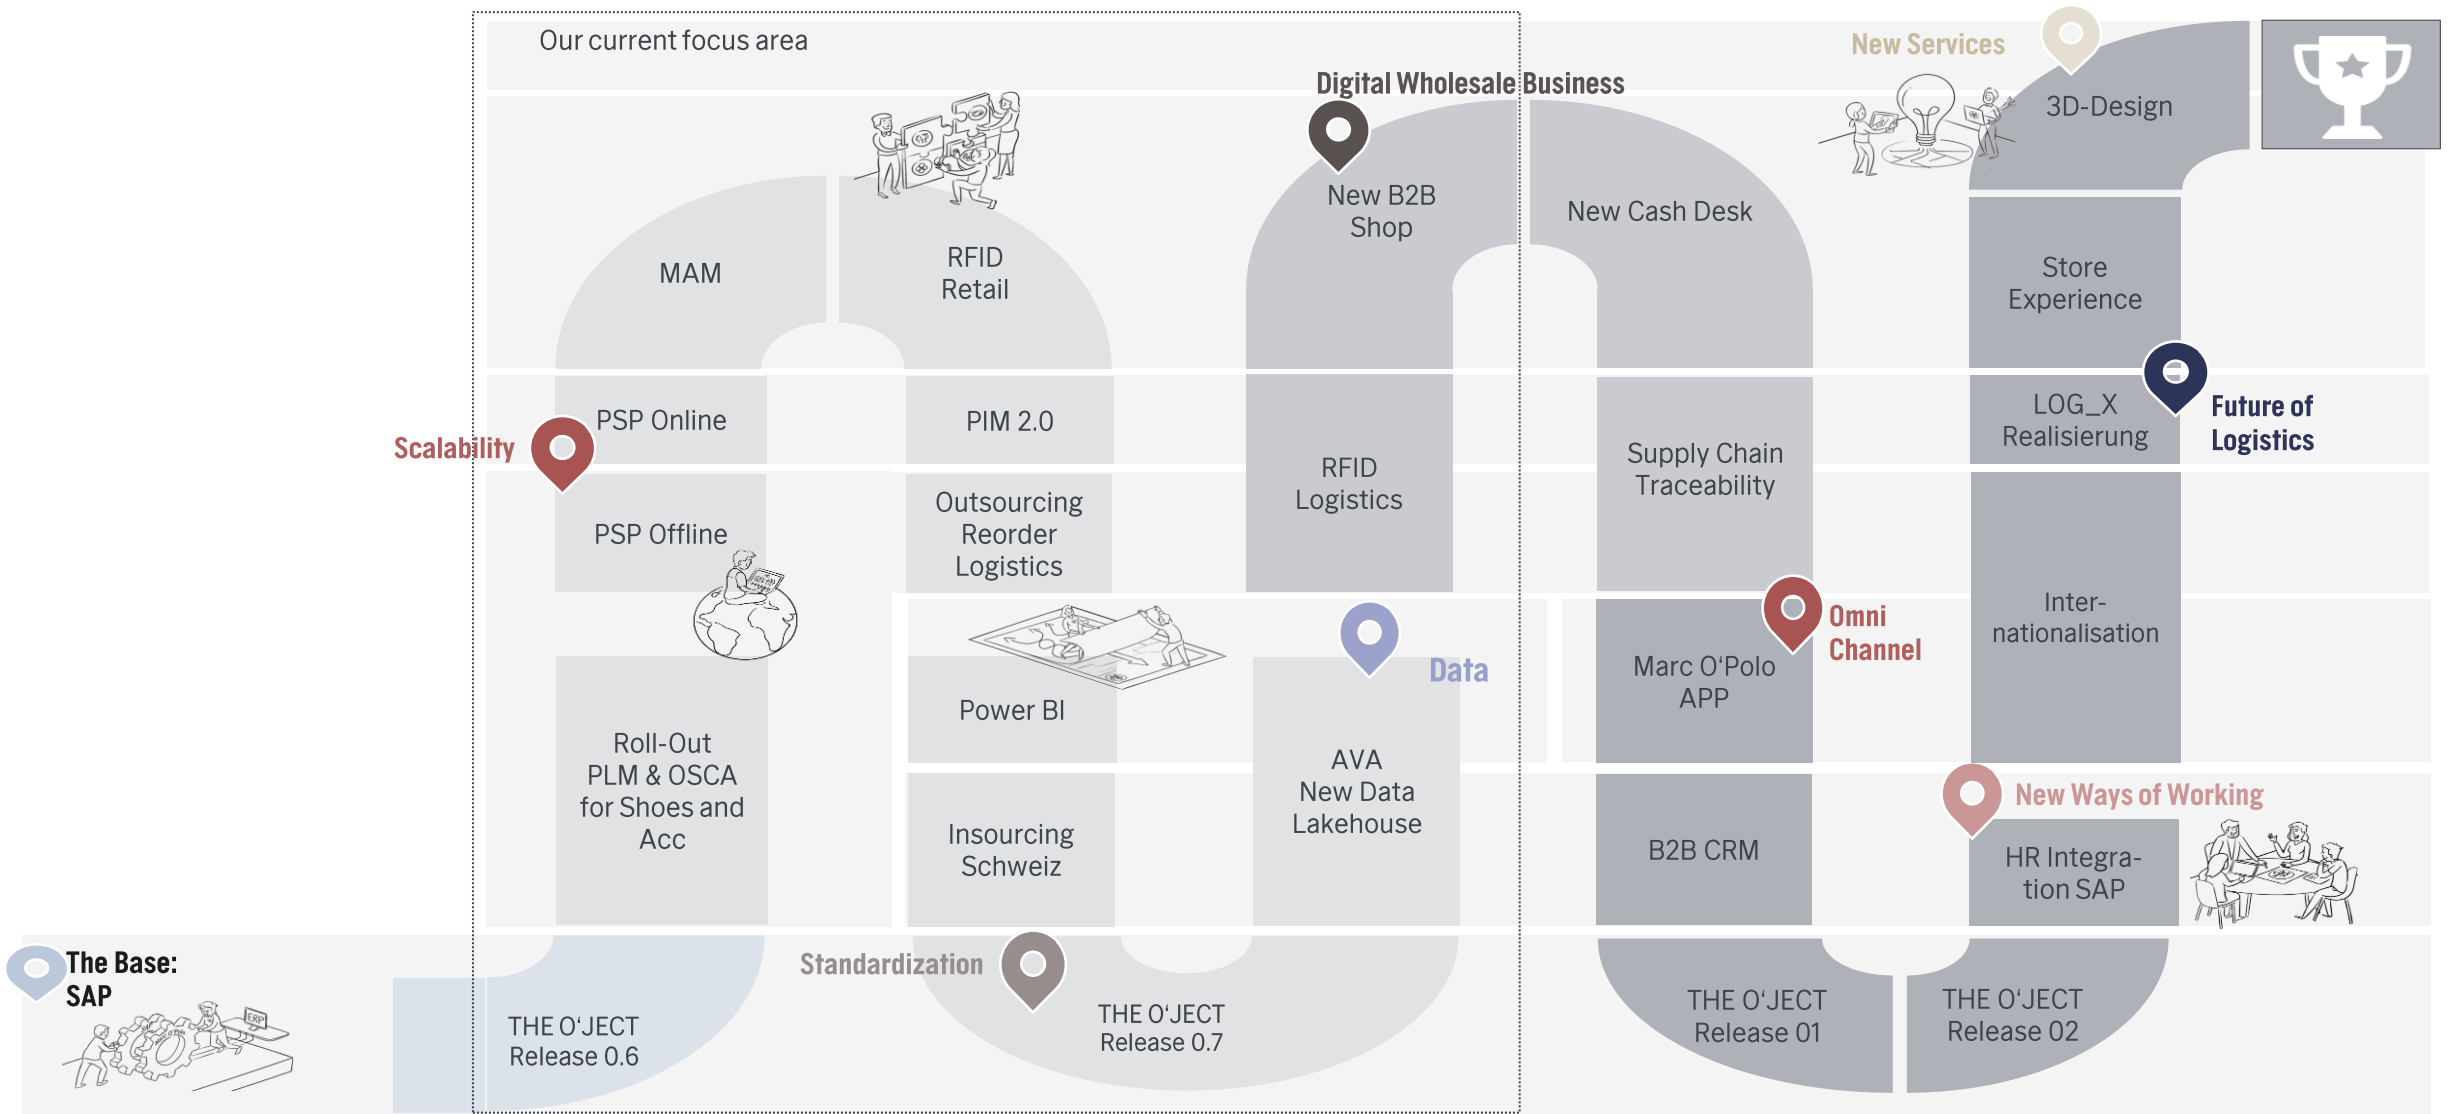 Our current focus area
New Services
Digital Wholesale Business
3D-Design
New B2B
Shop
New Cash Desk
MAM
RFID
Retail
Store
Experience
PSP Online
PIM 2.0
LOG_X
Realisierung
Future of
Logistics
Scalability
RFID
Logistics
Supply Chain
Traceability
PSP Offline
Outsourcing
Reorder
Logistics
Inter-
nationalisation
Omni
Channel
Data
Marc O‘Polo
APP
Power BI
Roll-Out
PLM & OSCA
for Shoes and
Acc
AVA
New Data
Lakehouse
New Ways of Working
Insourcing
Schweiz
B2B CRM
HR Integra-
tion SAP
The Base:
SAP
Standardization
ERP
THE O‘JECT
Release 0.6
THE O‘JECT
Release 0.7
THE O‘JECT
Release 01
THE O‘JECT
Release 02